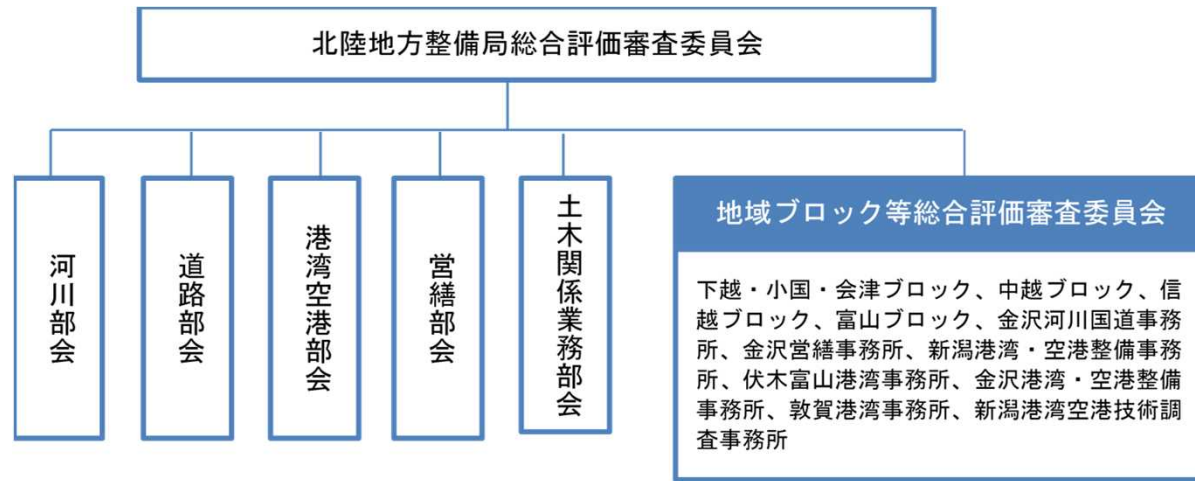 北陸地方整備局総合評価審査委員会
河川部会
道路部会
港湾空港部会
営繕部会
土木関係業務部会
地域ブロック等総合評価審査委員会
下越・小国・会津ブロック、中越ブロック、信
越ブロック、富山ブロック、金沢河川国道事務
所、金沢営繕事務所、新潟港湾・空港整備事務
所、伏木富山港湾事務所、金沢港湾・空港整備
事務所、敦賀港湾事務所、新潟港湾空港技術調
査事務所